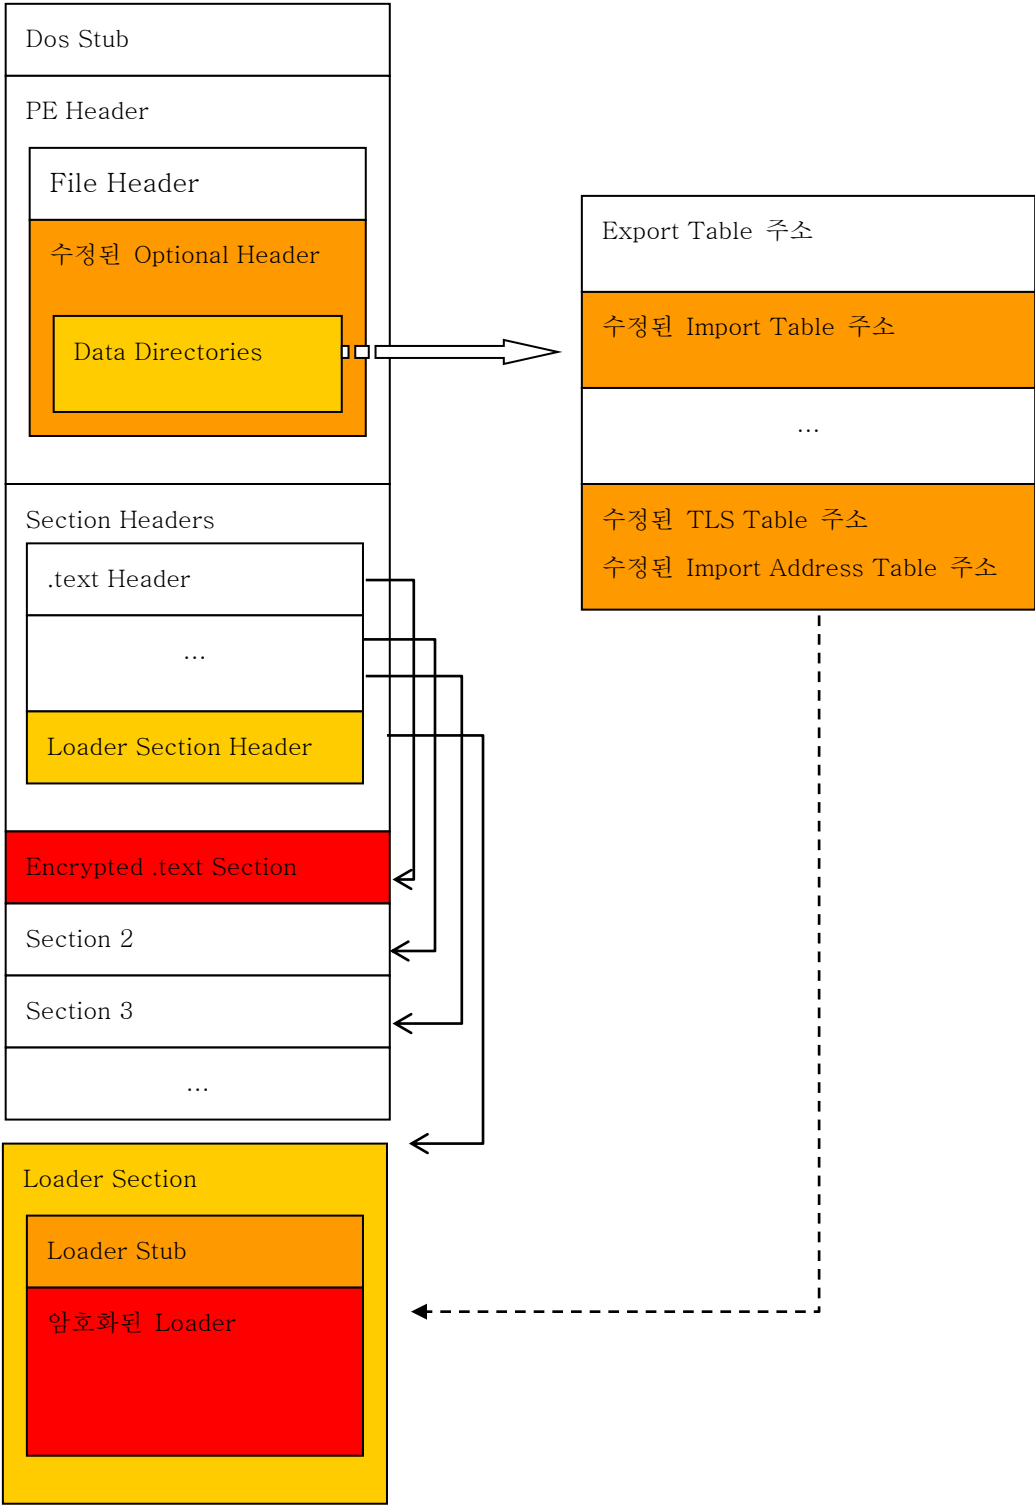 Dos Stub
PE Header
File Header
수정된 Optional Header
Data Directories
Export Table 주소
수정된 Import Table 주소
...
수정된 TLS Table 주소
수정된 Import Address Table 주소
Section Headers
.text Header
...
Loader Section Header
Encrypted .text Section
Section 2
Section 3
...
Loader Section
Loader Stub
암호화된 Loader